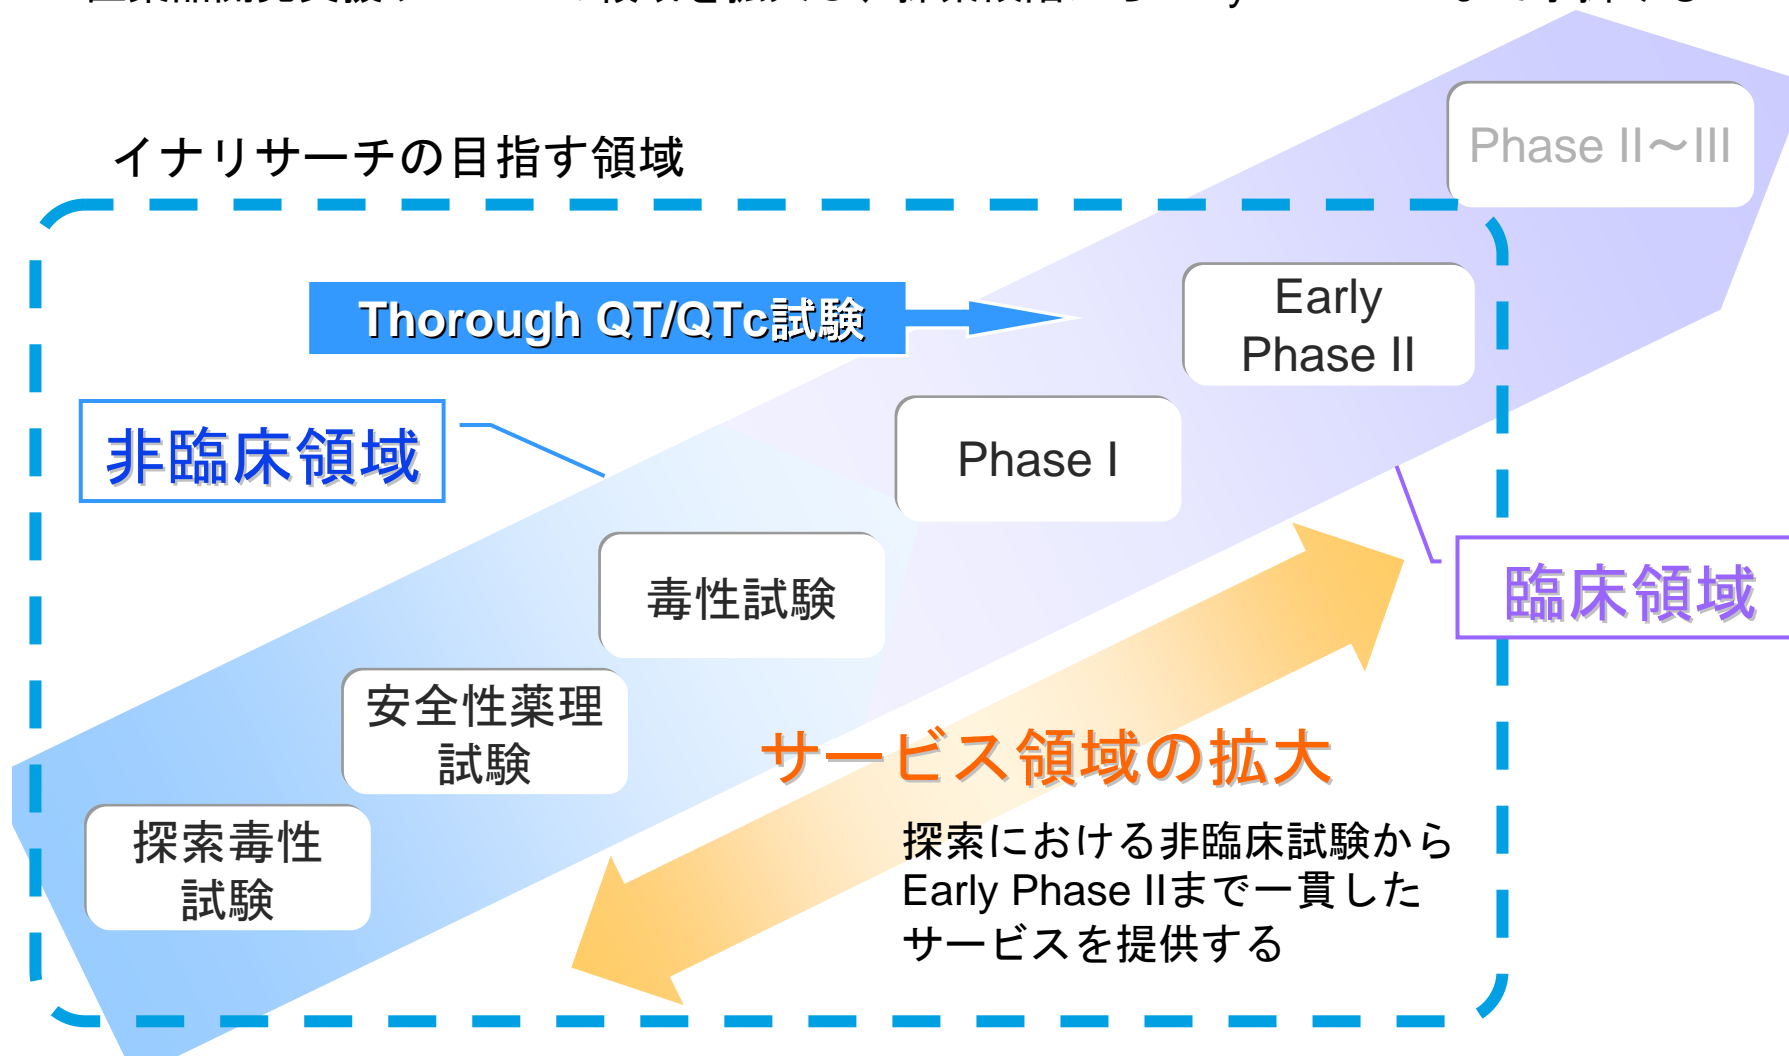 イナリサーチの目指す領域
Phase II～III
Thorough QT/QTc試験
Early
Phase II
非臨床領域
Phase I
臨床領域
毒性試験
安全性薬理
試験
サービス領域の拡大
探索毒性
試験
探索における非臨床試験から
Early Phase IIまで一貫した
サービスを提供する